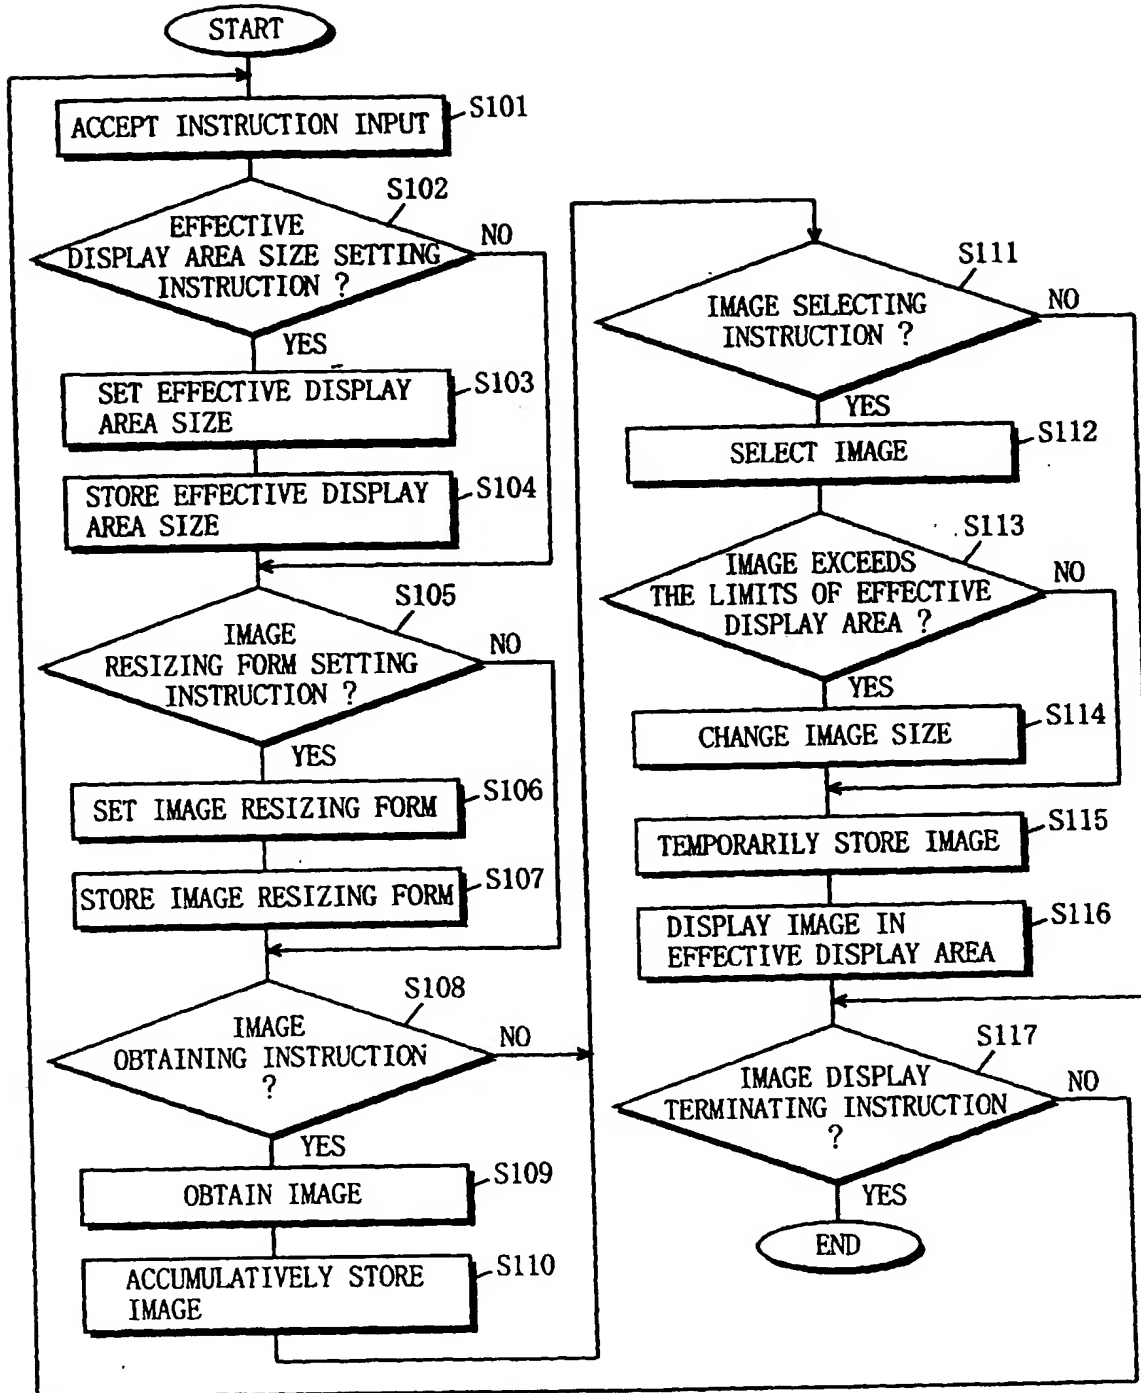 START
ACCEPT INSTRUCTION INPUT
S101
S102
EFFECTIVE
DISPLAY AREA SIZE SETTING
INSTRUCTION ?
NO
YES
SET EFFECTIVE DISPLAY
AREA SIZE
S103
STORE EFFECTIVE DISPLAY
AREA SIZE
S104
S105
IMAGE
RESIZING FORM SETTING
INSTRUCTION ?
NO
YES
SET IMAGE RESIZING FORM
S106
STORE IMAGE RESIZING FORM
S107
S108
IMAGE
OBTAINING INSTRUCTION
?
NO
YES
OBTAIN IMAGE
S109
ACCUMULATIVELY STORE
IMAGE
S110
S111
IMAGE SELECTING
INSTRUCTION ?
NO
YES
SELECT IMAGE
S112
S113
IMAGE EXCEEDS
THE LIMITS OF EFFECTIVE
DISPLAY AREA ?
NO
YES
CHANGE IMAGE SIZE
S114
TEMPORARILY STORE IMAGE
S115
DISPLAY IMAGE IN
EFFECTIVE DISPLAY AREA
S116
S117
IMAGE DISPLAY
TERMINATING INSTRUCTION
?
NO
YES
END